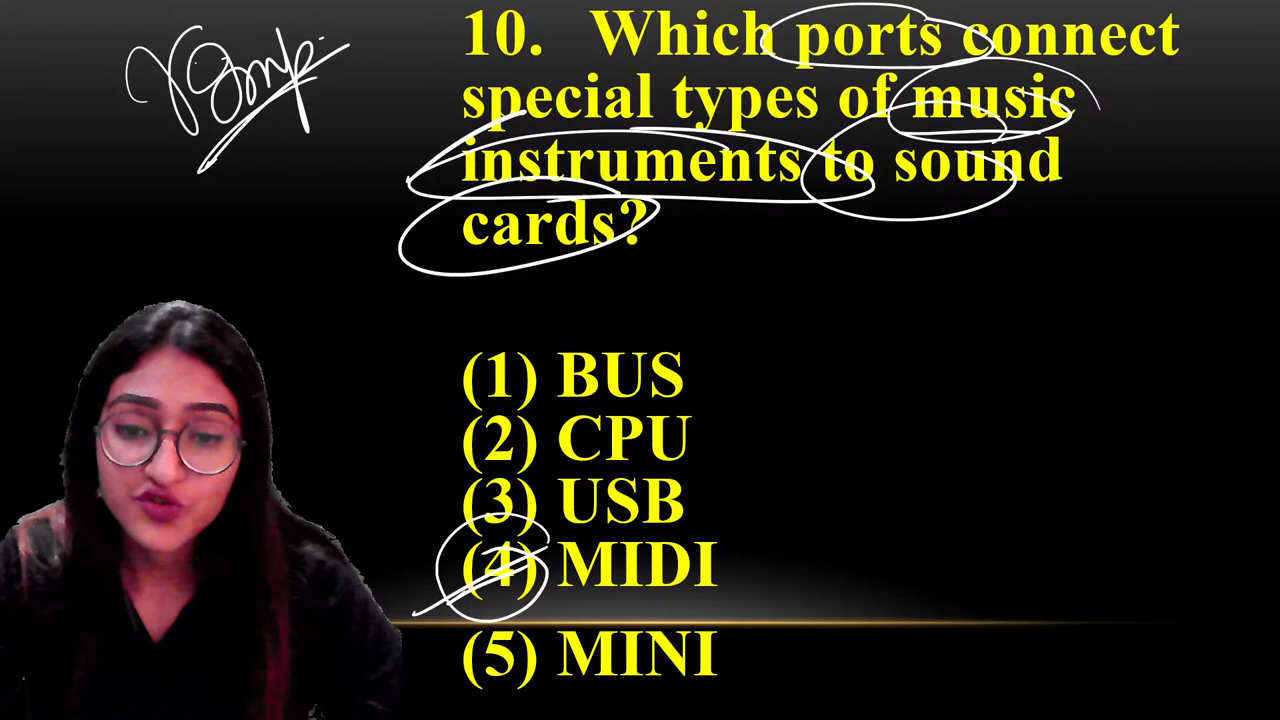 10. Which ports connect
special types of music
instruments to sound
cards?
(1) BUS
(2) CPU
(3) USB
(4) MIDI
(5) MINI